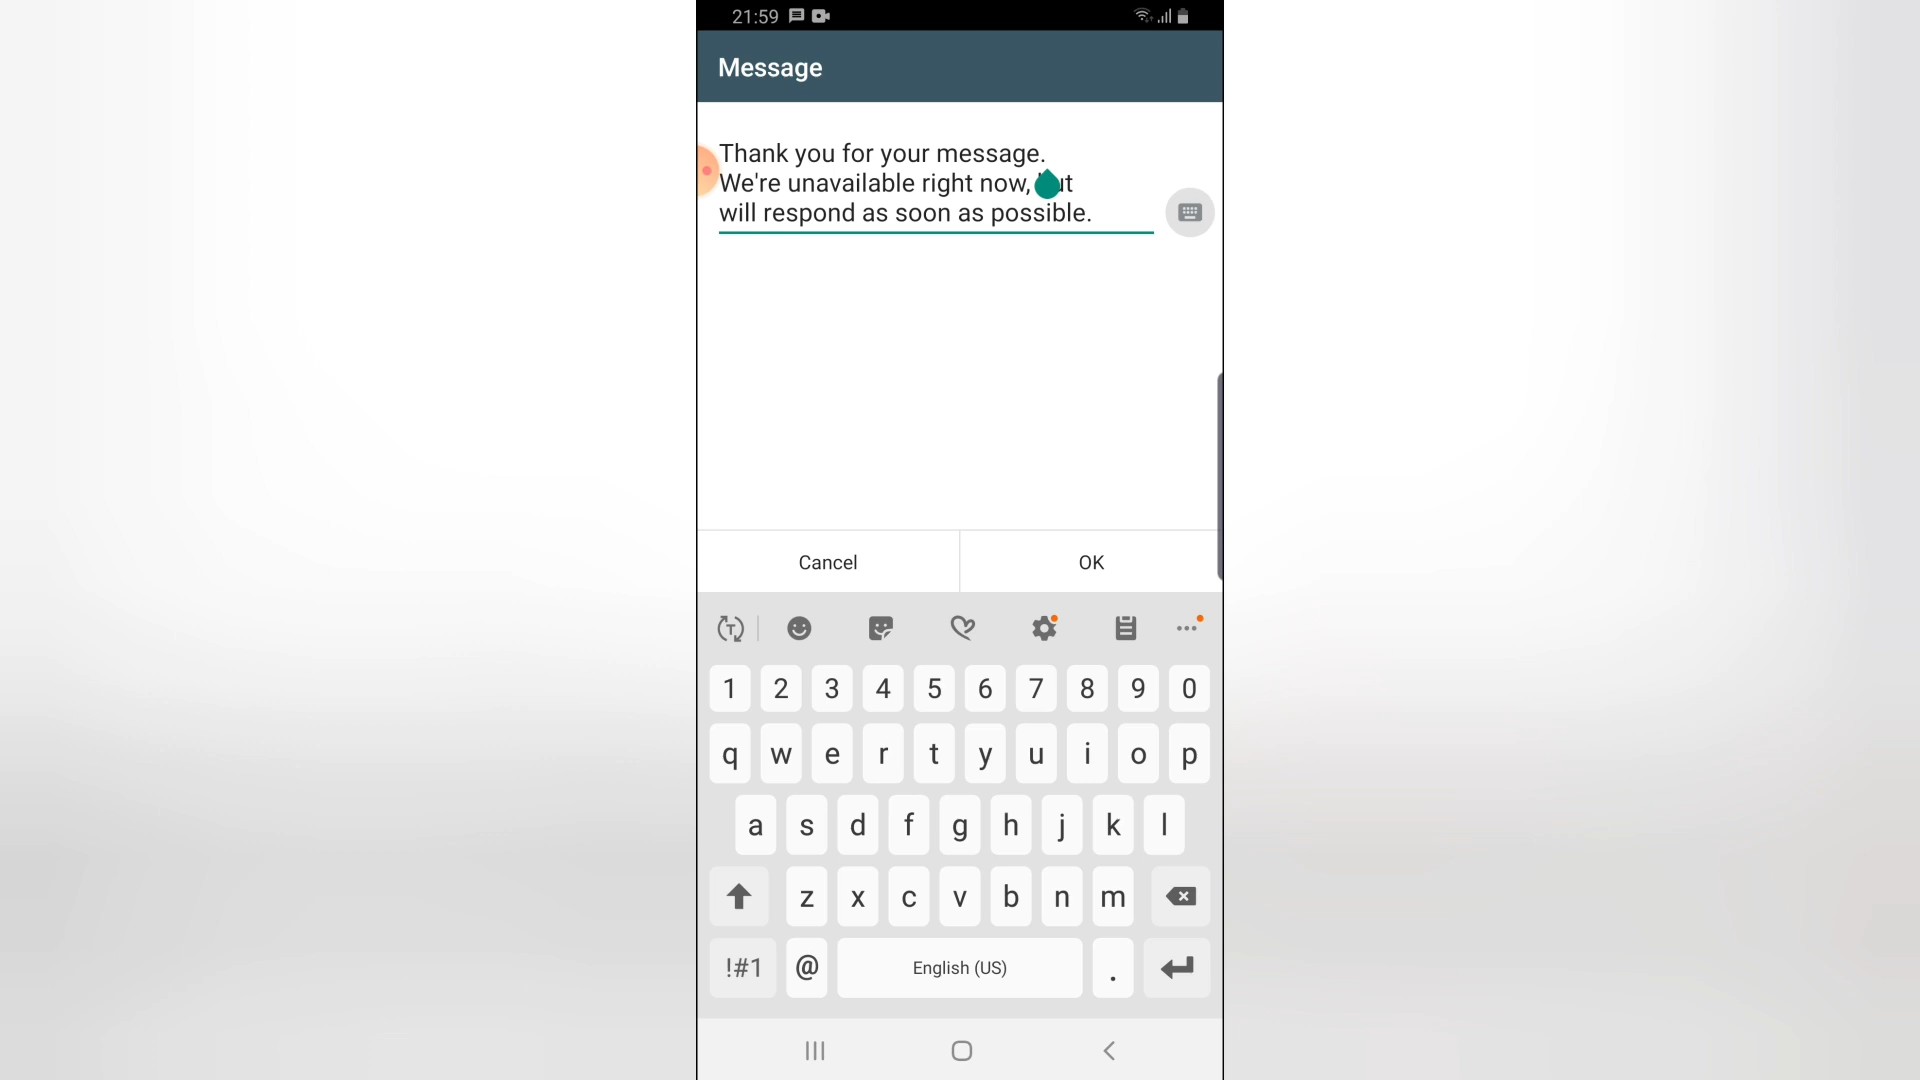 21:59
Message
Thank you for your message.
We're unavailable right now, but
will respond as soon as possible.
Cancel
OK
1 2 3 4 5 6 7 8 9 0
q w e r t y u i o p
a s d f g h j k l
z x c v b n m
!#1 @ English (US) .